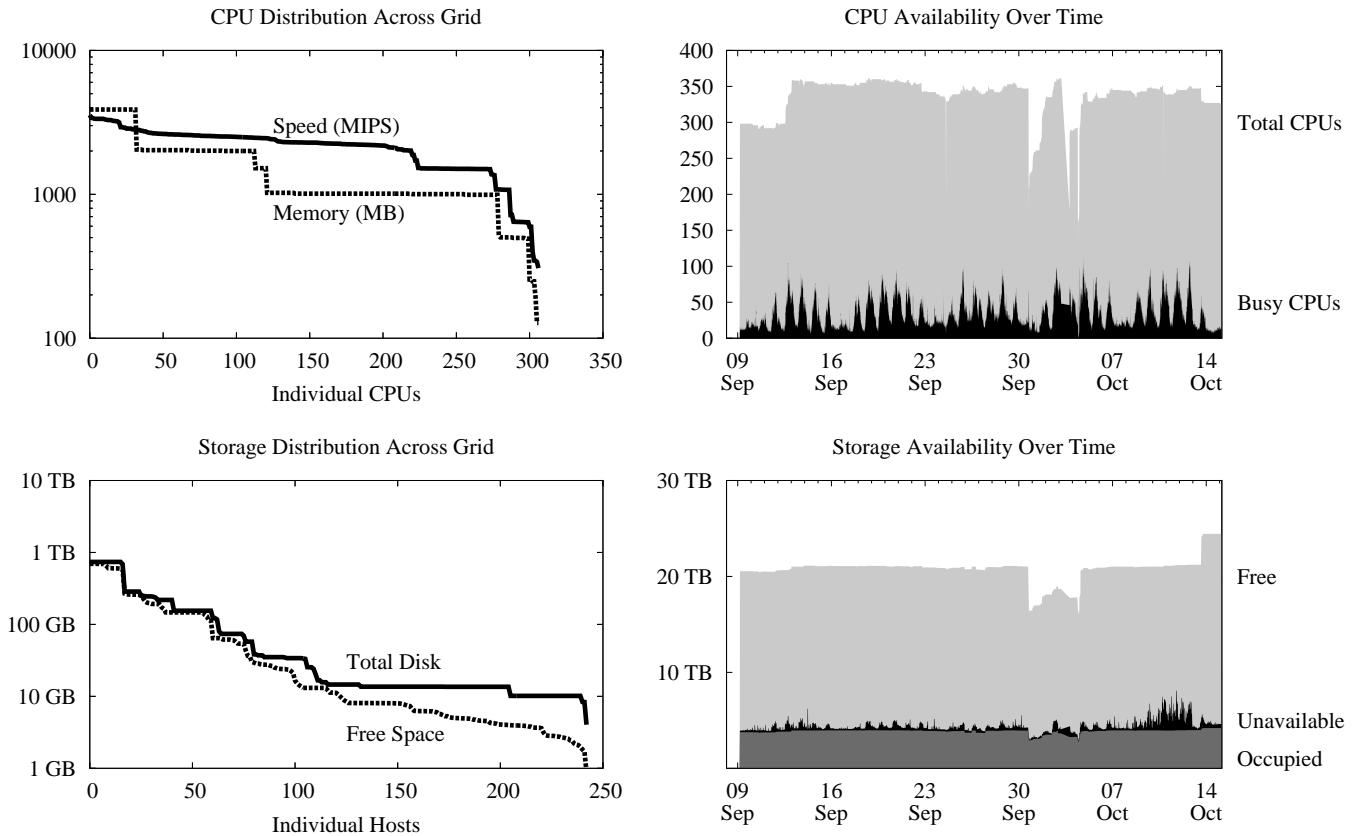 CPU Distribution Across Grid
10000
1000
100
Speed (MIPS)
Memory (MB)
0 50 100 150 200 250 300 350
Individual CPUs
CPU Availability Over Time
400
350
300
250
200
150
100
50
0
Total CPUs
Busy CPUs
09 16 23 30 07 14
Sep Sep Sep Sep Oct Oct
Storage Distribution Across Grid
10 TB
1 TB
100 GB
10 GB
1 GB
Total Disk
Free Space
0 50 100 150 200 250
Individual Hosts
Storage Availability Over Time
30 TB
20 TB
10 TB
Free
Unavailable
Occupied
09 16 23 30 07 14
Sep Sep Sep Sep Oct Oct